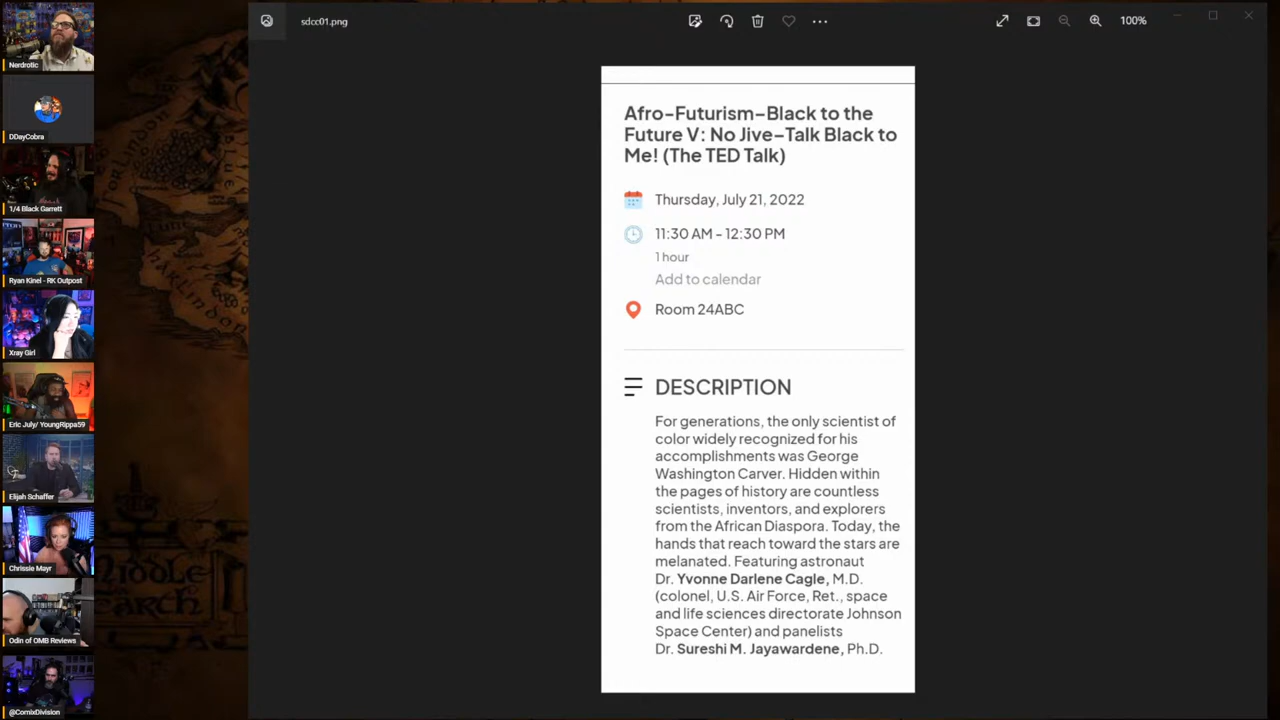 sdcc01.png
100%
Nerdrotic
DDayCobra
1/4 Black Garrett
Ryan Kinel - RK Outpost
Xray Girl
Eric July/ YoungRippa59
Elijah Schaffer
Chrissie Mayr
Odin of OMB Reviews
@ComixDivision
Afro-Futurism–Black to the
Future V: No Jive–Talk Black to
Me! (The TED Talk)
Thursday, July 21, 2022
11:30 AM - 12:30 PM
1 hour
Add to calendar
Room 24ABC
DESCRIPTION
For generations, the only scientist of
color widely recognized for his
accomplishments was George
Washington Carver. Hidden within
the pages of history are countless
scientists, inventors, and explorers
from the African Diaspora. Today, the
hands that reach toward the stars are
melanated. Featuring astronaut
Dr. Yvonne Darlene Cagle, M.D.
(colonel, U.S. Air Force, Ret., space
and life sciences directorate Johnson
Space Center) and panelists
Dr. Sureshi M. Jayawardene, Ph.D.